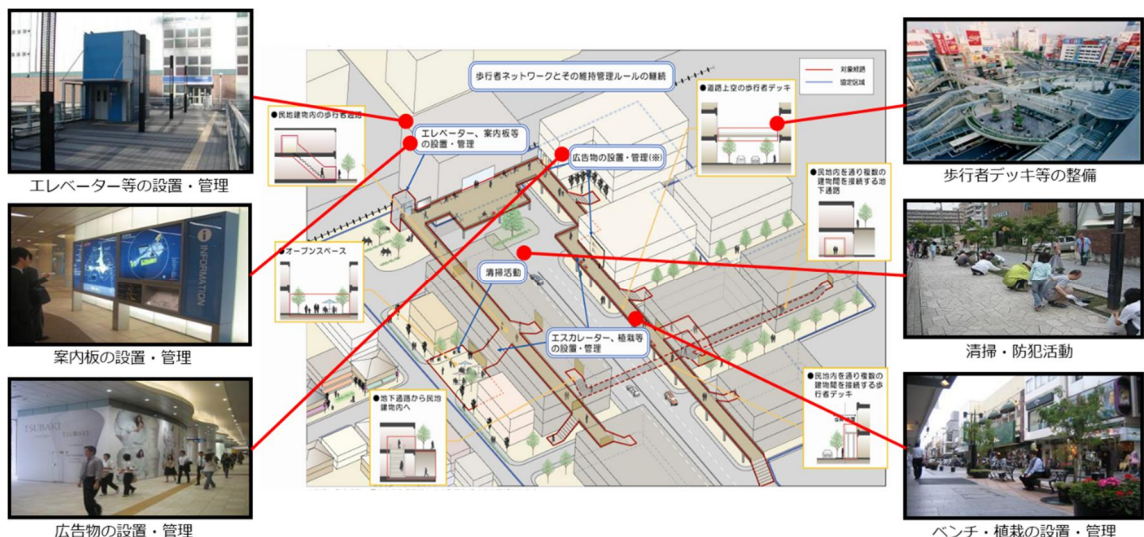 エレベーター等の設置・管理
INFORMATION
案内板の設置・管理
TSUBAKI
広告物の設置・管理
歩行者ネットワークとその維持管理ルールの継続
対象経路
協定区域
●民地建物内の歩行者通路
エレベーター、案内板等
の設置・管理
広告物の設置・管理(※)
●道路上空の歩行者デッキ
●民地内を通り複数の
建物間を接続する地
下通路
●オープンスペース
清掃活動
エスカレーター、植栽等
の設置・管理
●地下通路から民地
建物内へ
●民地内を通り複数の
建物間を接続する歩
行者デッキ
歩行者デッキ等の整備
清掃・防犯活動
ベンチ・植栽の設置・管理